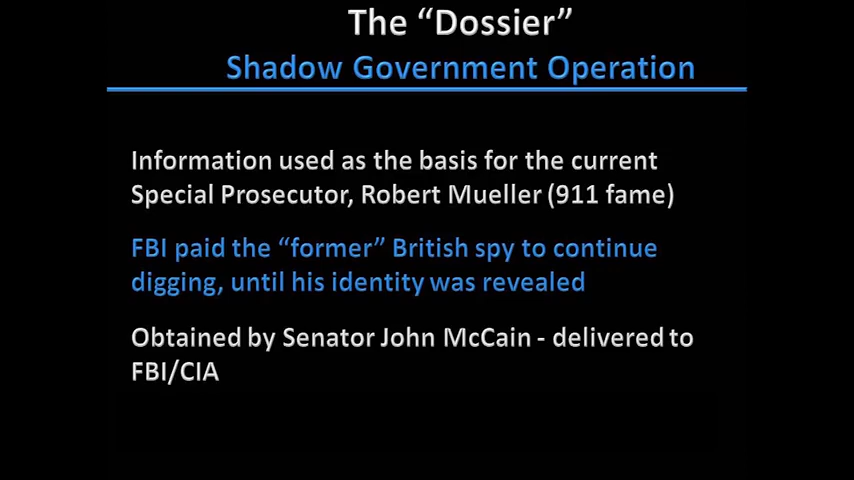 The “Dossier”
Shadow Government Operation
Information used as the basis for the current
Special Prosecutor, Robert Mueller (911 fame)
FBI paid the “former” British spy to continue
digging, until his identity was revealed
Obtained by Senator John McCain - delivered to
FBI/CIA